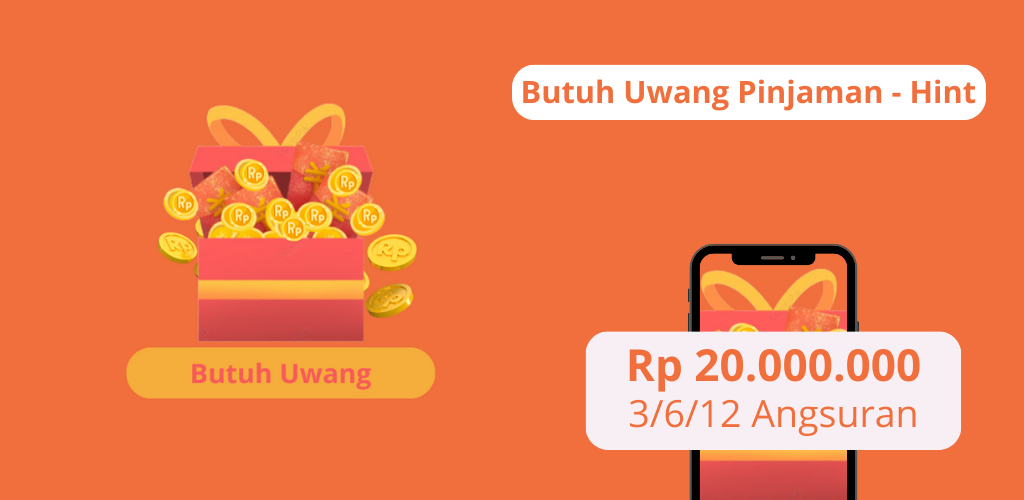 Butuh Uwang Pinjaman - Hint
Butuh Uwang
Rp 20.000.000
3/6/12 Angsuran